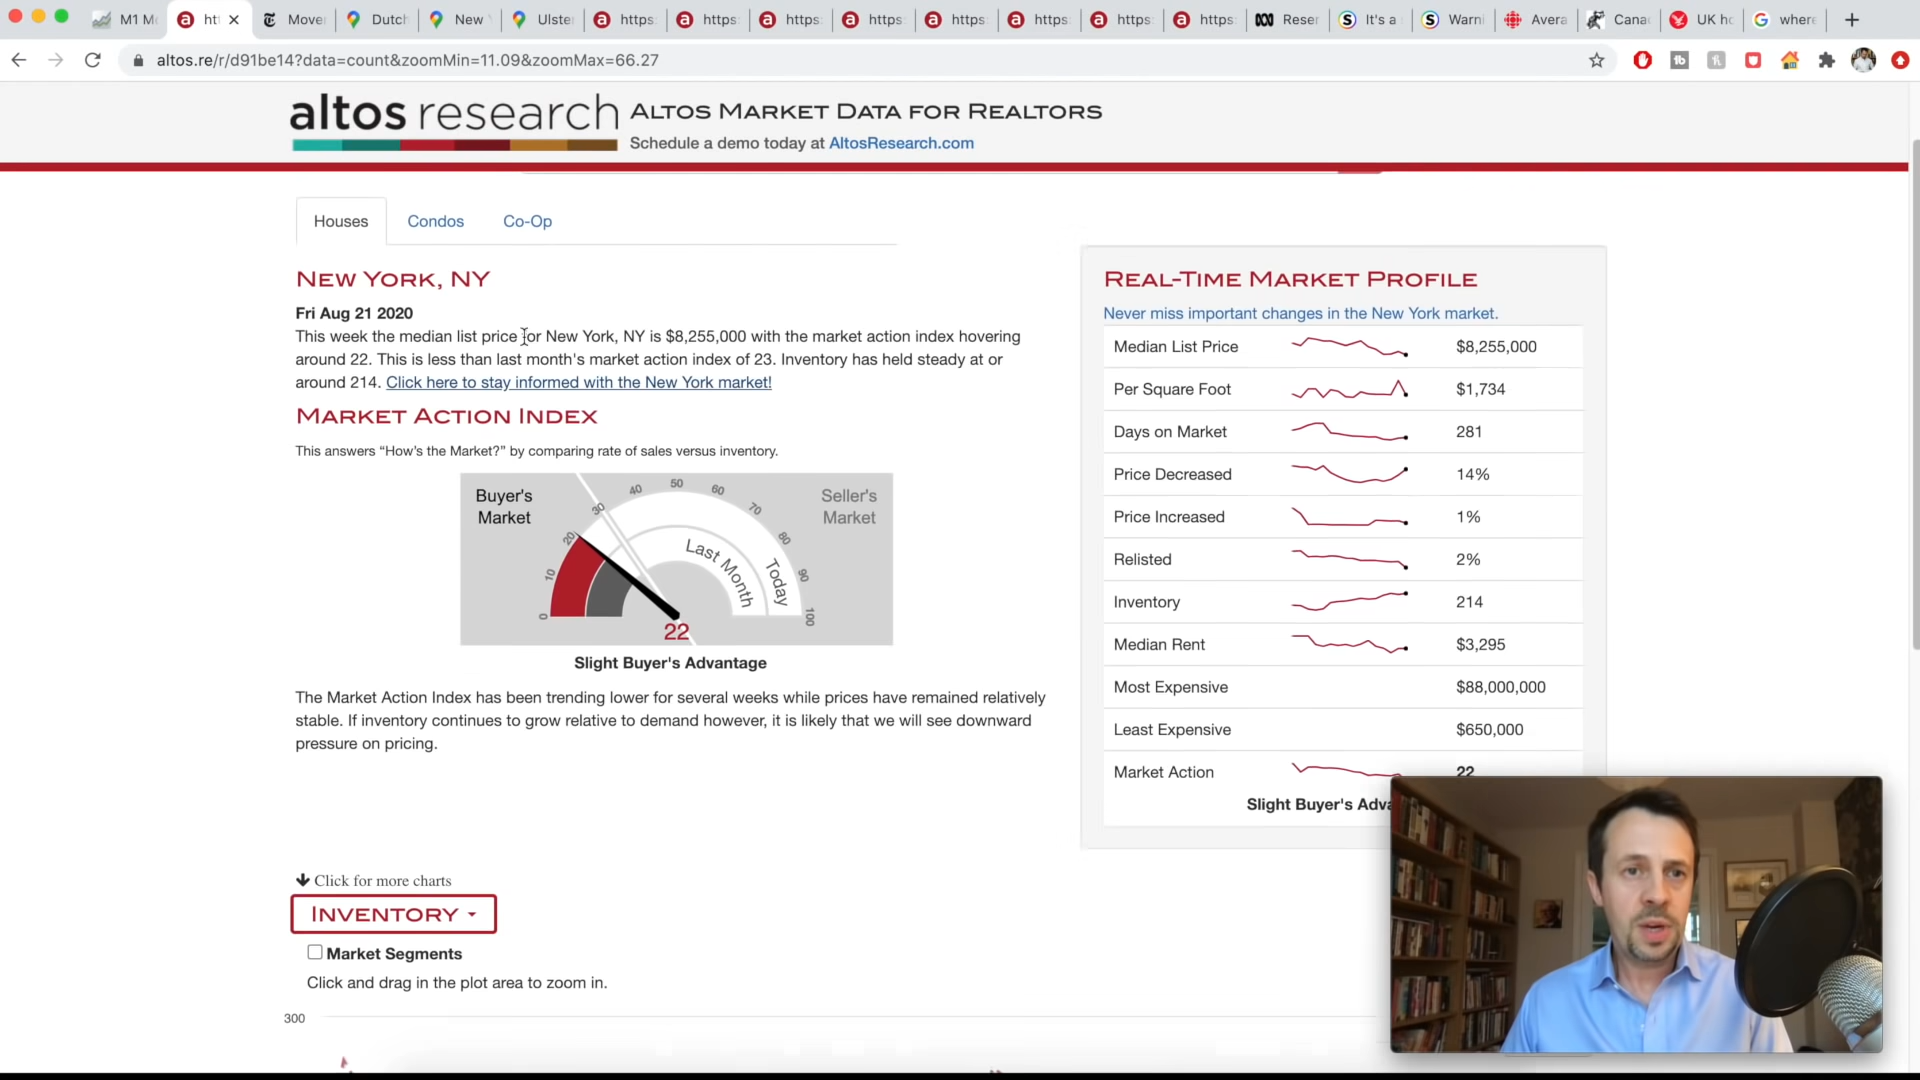 M1 M
ht
Move
Dutch
New
Ulster
https:
https:
https:
https:
https:
https:
https:
https:
Reser
It's a
Warni
Avera
Cana
UK ho
where
altos.re/r/d91be14?data=count&zoomMin=11.09&zoomMax=66.27
altos research
ALTOS MARKET DATA FOR REALTORS
Schedule a demo today at AltosResearch.com
Houses
Condos
Co-Op
NEW YORK, NY
Fri Aug 21 2020
This week the median list price for New York, NY is $8,255,000 with the market action index hovering
around 22. This is less than last month's market action index of 23. Inventory has held steady at or
around 214. Click here to stay informed with the New York market!
MARKET ACTION INDEX
This answers “How's the Market?” by comparing rate of sales versus inventory.
Buyer's
Market
Seller's
Market
0
10
20
30
40
50
60
70
80
90
100
Last Month
Today
22
Slight Buyer's Advantage
The Market Action Index has been trending lower for several weeks while prices have remained relatively
stable. If inventory continues to grow relative to demand however, it is likely that we will see downward
pressure on pricing.
REAL-TIME MARKET PROFILE
Never miss important changes in the New York market.
Median List Price $8,255,000
Per Square Foot $1,734
Days on Market 281
Price Decreased 14%
Price Increased 1%
Relisted 2%
Inventory 214
Median Rent $3,295
Most Expensive $88,000,000
Least Expensive $650,000
Market Action 22
Slight Buyer's Adva
Click for more charts
INVENTORY
Market Segments
Click and drag in the plot area to zoom in.
300